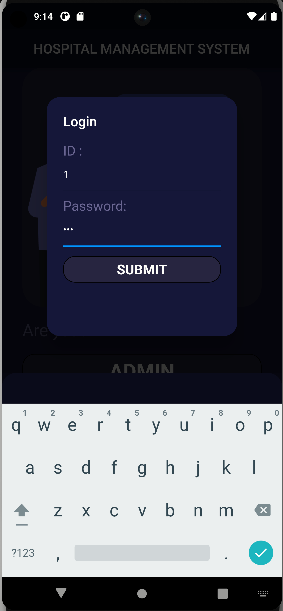 9:14
HOSPITAL MANAGEMENT SYSTEM
Login
ID :
1
Password:
•••
SUBMIT
Are y
ADMIN
1 2 3 4 5 6 7 8 9 0
q w e r t y u i o p
a s d f g h j k l
z x c v b n m
?123 , .